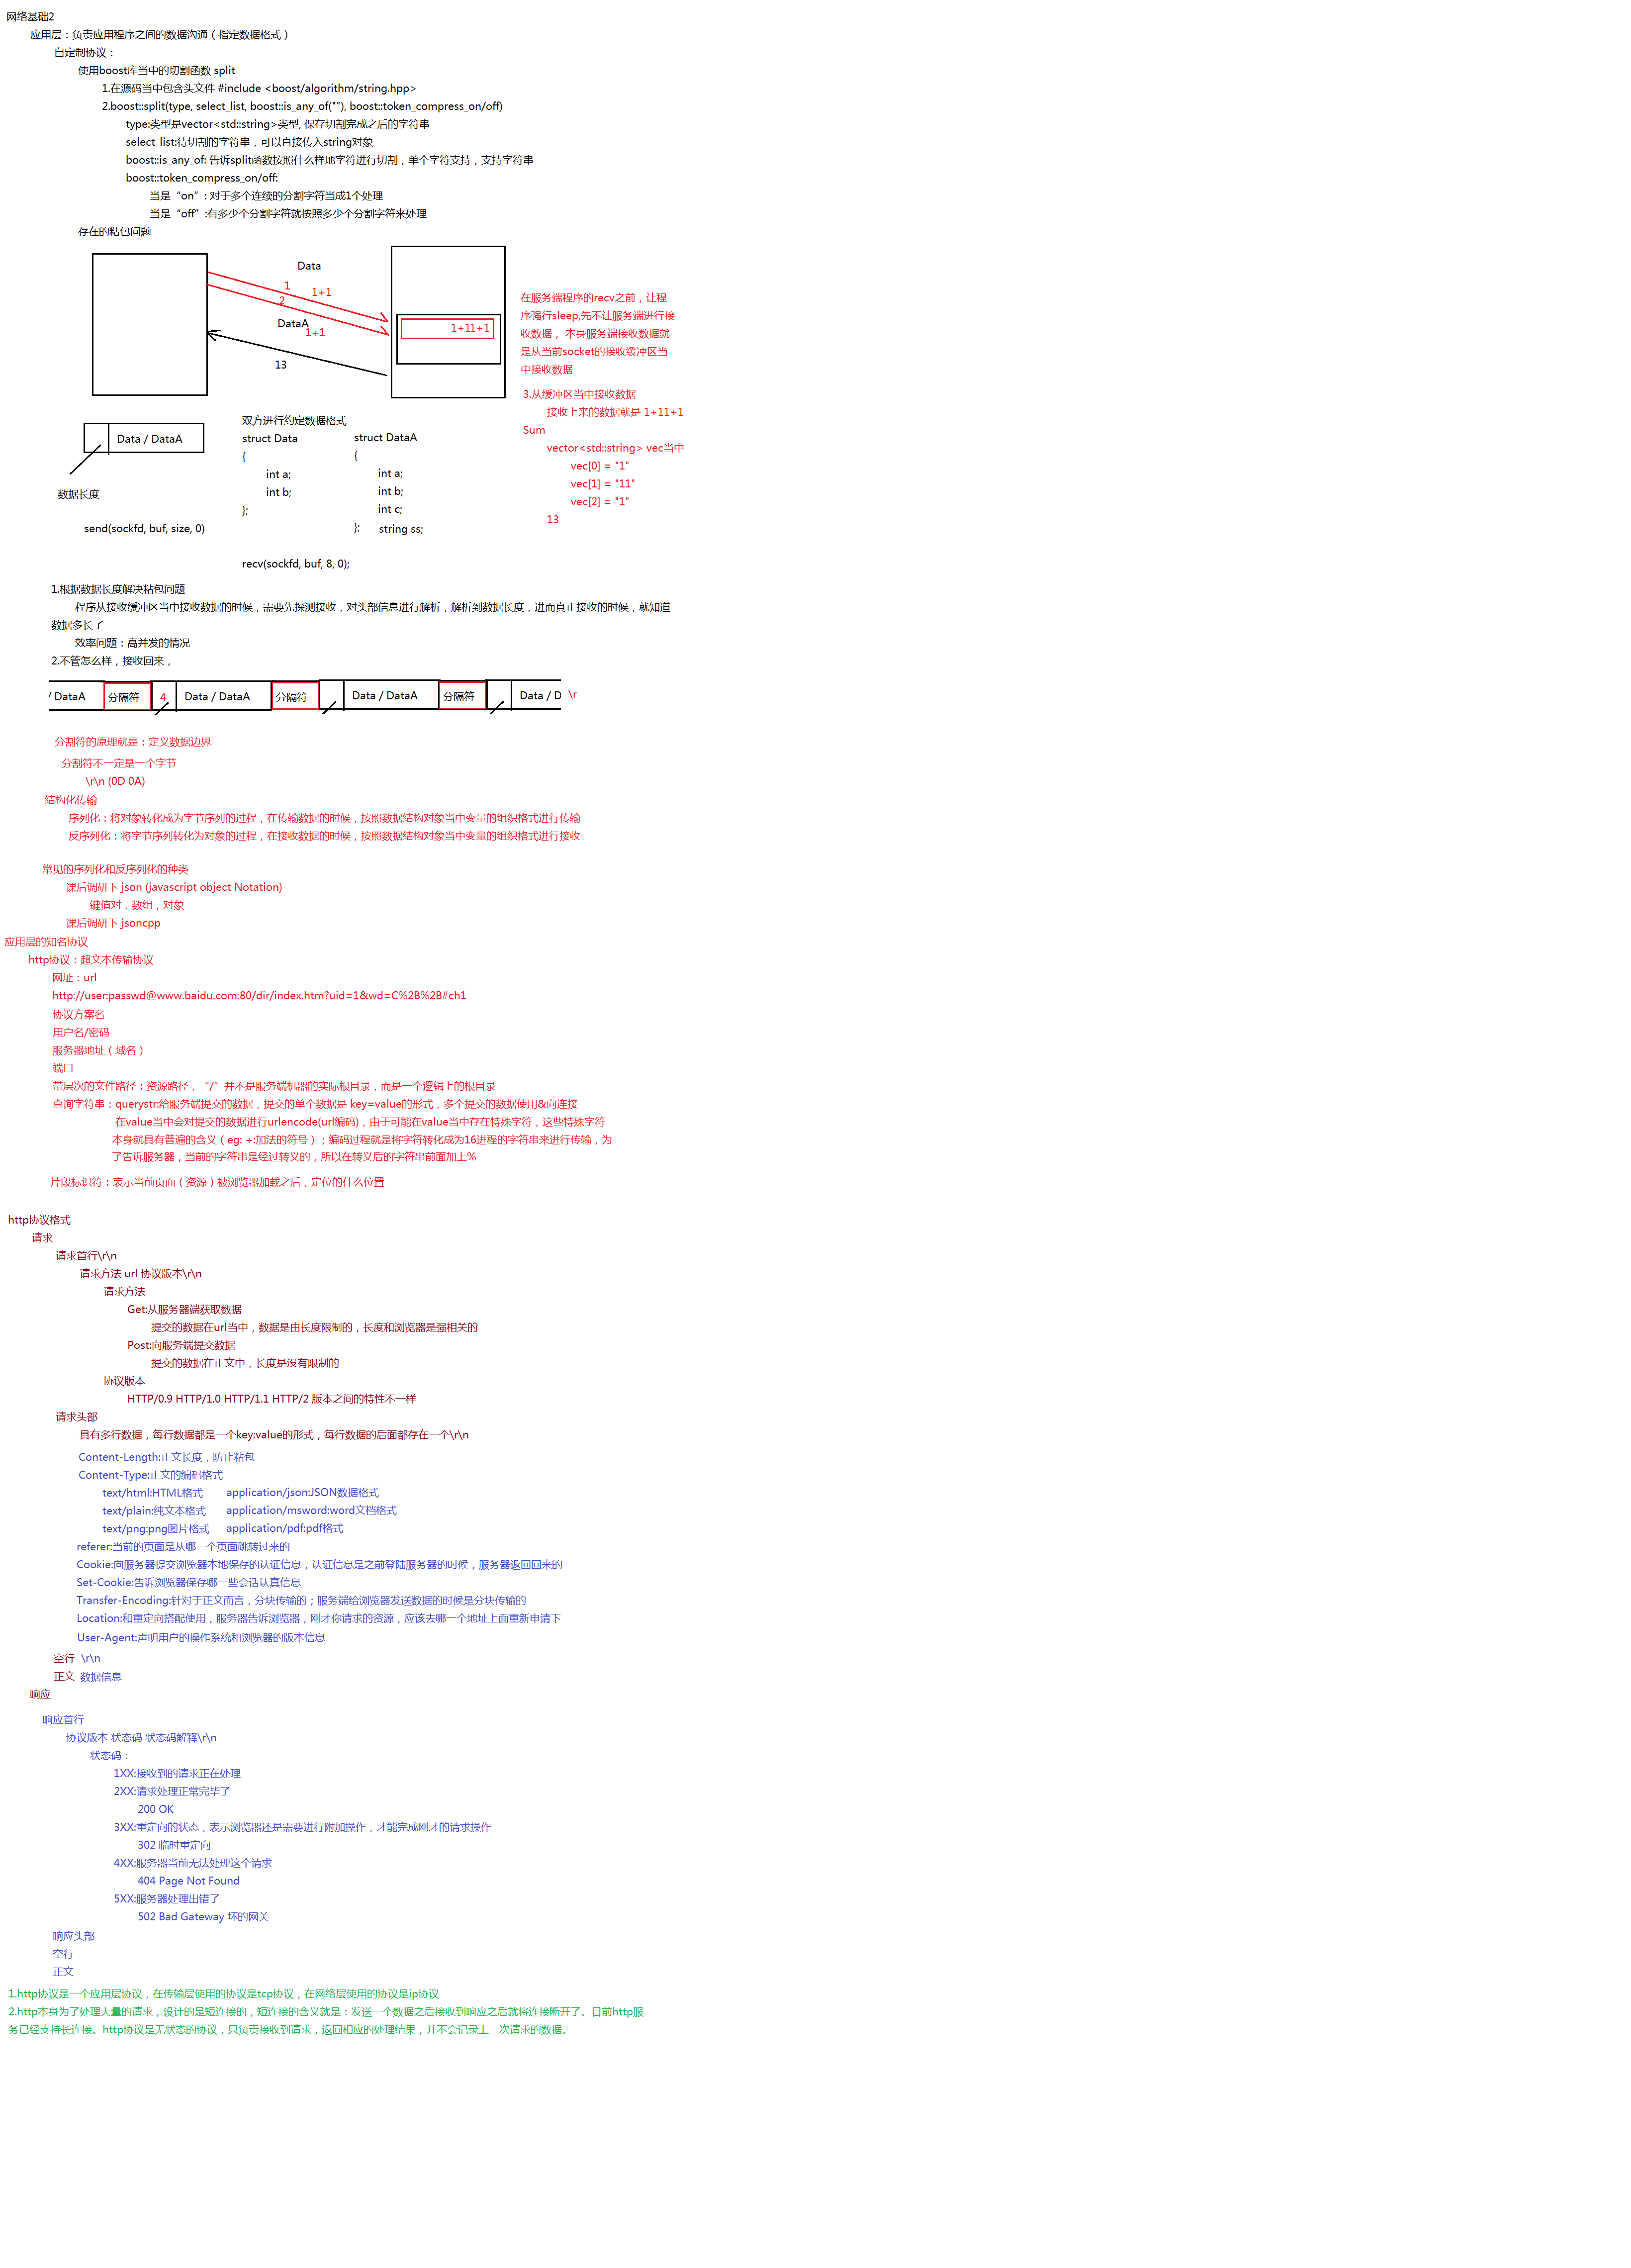 网络基础2
应用层：负责应用程序之间的数据沟通（指定数据格式）
自定制协议：
使用boost库当中的切割函数 split
1.在源码当中包含头文件 #include <boost/algorithm/string.hpp>
2.boost::split(type, select_list, boost::is_any_of(""), boost::token_compress_on/off)
type:类型是vector<std::string>类型, 保存切割完成之后的字符串
select_list:待切割的字符串，可以直接传入string对象
boost::is_any_of: 告诉split函数按照什么样地字符进行切割，单个字符支持，支持字符串
boost::token_compress_on/off:
当是“on”: 对于多个连续的分割字符当成1个处理
当是“off”:有多少个分割字符就按照多少个分割字符来处理
存在的粘包问题
Data
1
1+1
2
DataA
1+1
13
1+11+1
在服务端程序的recv之前，让程
序强行sleep,先不让服务端进行接
收数据， 本身服务端接收数据就
是从当前socket的接收缓冲区当
中接收数据
3.从缓冲区当中接收数据
接收上来的数据就是 1+11+1
Sum
vector<std::string> vec当中
vec[0] = "1"
vec[1] = "11"
vec[2] = "1"
13
Data / DataA
数据长度
send(sockfd, buf, size, 0)
双方进行约定数据格式
struct Data
{
int a;
int b;
};
struct DataA
{
int a;
int b;
int c;
string ss;
};
recv(sockfd, buf, 8, 0);
1.根据数据长度解决粘包问题
程序从接收缓冲区当中接收数据的时候，需要先探测接收，对头部信息进行解析，解析到数据长度，进而真正接收的时候，就知道
数据多长了
效率问题：高并发的情况
2.不管怎么样，接收回来，
/ DataA 分隔符 4 Data / DataA 分隔符 Data / DataA 分隔符 Data / D \r
分割符的原理就是：定义数据边界
分割符不一定是一个字节
\r\n (0D 0A)
结构化传输
序列化：将对象转化成为字节序列的过程，在传输数据的时候，按照数据结构对象当中变量的组织格式进行传输
反序列化：将字节序列转化为对象的过程，在接收数据的时候，按照数据结构对象当中变量的组织格式进行接收
常见的序列化和反序列化的种类
课后调研下 json (javascript object Notation)
键值对，数组，对象
课后调研下 jsoncpp
应用层的知名协议
http协议：超文本传输协议
网址：url
http://user:passwd@www.baidu.com:80/dir/index.htm?uid=1&wd=C%2B%2B#ch1
协议方案名
用户名/密码
服务器地址（域名）
端口
带层次的文件路径：资源路径，“/”并不是服务端机器的实际根目录，而是一个逻辑上的根目录
查询字符串：querystr:给服务端提交的数据，提交的单个数据是 key=value的形式，多个提交的数据使用&向连接
在value当中会对提交的数据进行urlencode(url编码)，由于可能在value当中存在特殊字符，这些特殊字符
本身就具有普遍的含义（eg: +:加法的符号）；编码过程就是将字符转化成为16进程的字符串来进行传输，为
了告诉服务器，当前的字符串是经过转义的，所以在转义后的字符串前面加上%
片段标识符：表示当前页面（资源）被浏览器加载之后，定位的什么位置
http协议格式
请求
请求首行\r\n
请求方法 url 协议版本\r\n
请求方法
Get:从服务器端获取数据
提交的数据在url当中，数据是由长度限制的，长度和浏览器是强相关的
Post:向服务端提交数据
提交的数据在正文中，长度是没有限制的
协议版本
HTTP/0.9 HTTP/1.0 HTTP/1.1 HTTP/2 版本之间的特性不一样
请求头部
具有多行数据，每行数据都是一个key:value的形式，每行数据的后面都存在一个\r\n
Content-Length:正文长度，防止粘包
Content-Type:正文的编码格式
text/html:HTML格式 application/json:JSON数据格式
text/plain:纯文本格式 application/msword:word文档格式
text/png:png图片格式 application/pdf:pdf格式
referer:当前的页面是从哪一个页面跳转过来的
Cookie:向服务器提交浏览器本地保存的认证信息，认证信息是之前登陆服务器的时候，服务器返回回来的
Set-Cookie:告诉浏览器保存哪一些会话认真信息
Transfer-Encoding:针对于正文而言，分块传输的；服务端给浏览器发送数据的时候是分块传输的
Location:和重定向搭配使用，服务器告诉浏览器，刚才你请求的资源，应该去哪一个地址上面重新申请下
User-Agent:声明用户的操作系统和浏览器的版本信息
空行 \r\n
正文 数据信息
响应
响应首行
协议版本 状态码 状态码解释\r\n
状态码：
1XX:接收到的请求正在处理
2XX:请求处理正常完毕了
200 OK
3XX:重定向的状态，表示浏览器还是需要进行附加操作，才能完成刚才的请求操作
302 临时重定向
4XX:服务器当前无法处理这个请求
404 Page Not Found
5XX:服务器处理出错了
502 Bad Gateway 坏的网关
响应头部
空行
正文
1.http协议是一个应用层协议，在传输层使用的协议是tcp协议，在网络层使用的协议是ip协议
2.http本身为了处理大量的请求，设计的是短连接的，短连接的含义就是：发送一个数据之后接收到响应之后就将连接断开了。目前http服
务已经支持长连接。http协议是无状态的协议，只负责接收到请求，返回相应的处理结果，并不会记录上一次请求的数据。